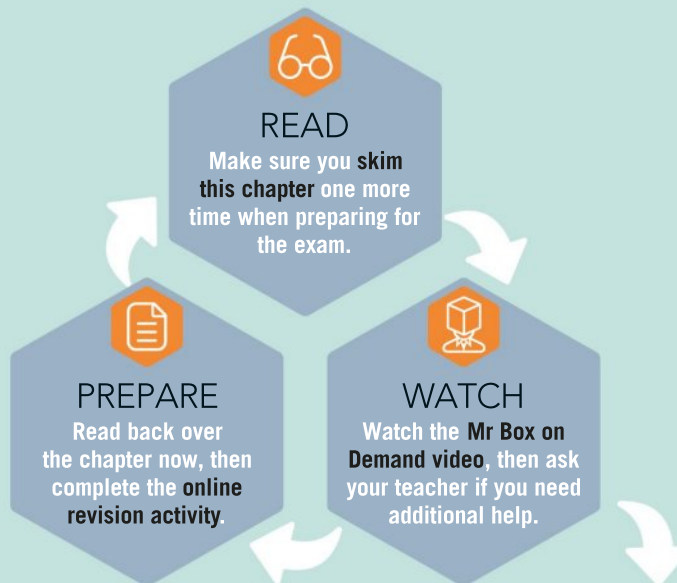 READ
Make sure you skim
this chapter one more
time when preparing for
the exam.
PREPARE
Read back over
the chapter now, then
complete the online
revision activity.
WATCH
Watch the Mr Box on
Demand video, then ask
your teacher if you need
additional help.